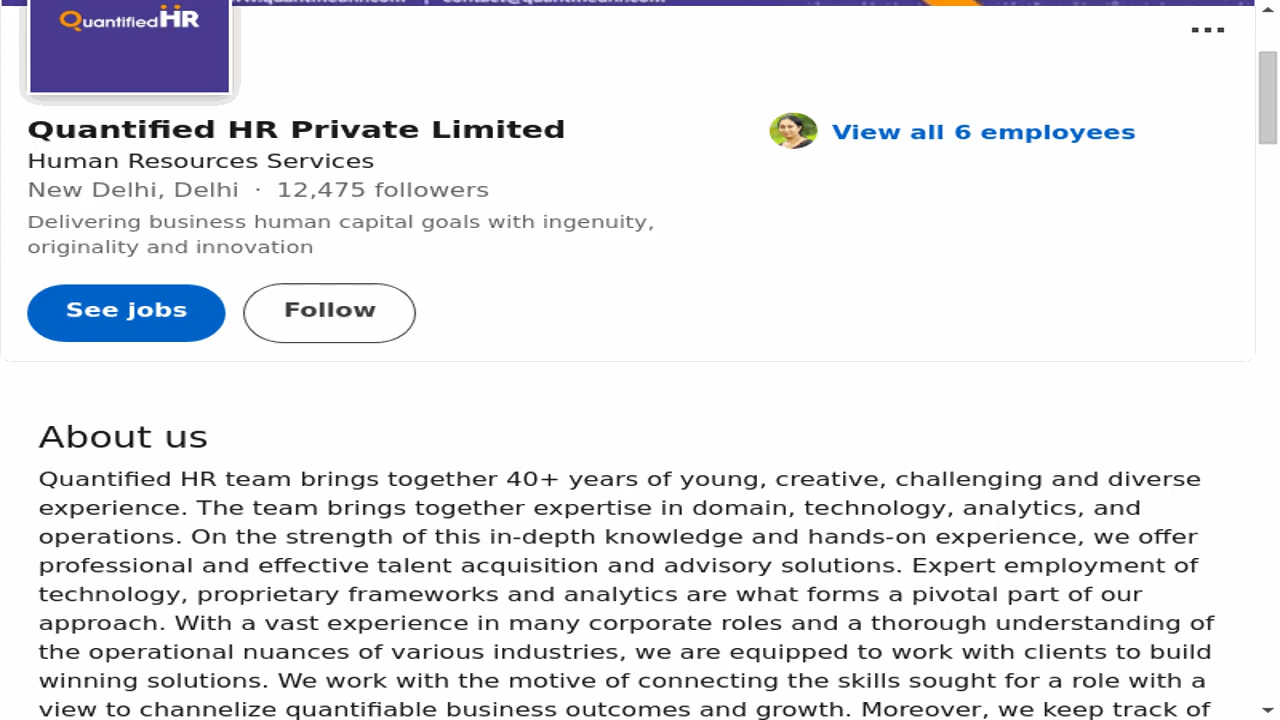 QuantifiedHR
Quantified HR Private Limited
View all 6 employees
Human Resources Services
New Delhi, Delhi · 12,475 followers
Delivering business human capital goals with ingenuity,
originality and innovation
See jobs
Follow
About us
Quantified HR team brings together 40+ years of young, creative, challenging and diverse
experience. The team brings together expertise in domain, technology, analytics, and
operations. On the strength of this in-depth knowledge and hands-on experience, we offer
professional and effective talent acquisition and advisory solutions. Expert employment of
technology, proprietary frameworks and analytics are what forms a pivotal part of our
approach. With a vast experience in many corporate roles and a thorough understanding of
the operational nuances of various industries, we are equipped to work with clients to build
winning solutions. We work with the motive of connecting the skills sought for a role with a
view to channelize quantifiable business outcomes and growth. Moreover, we keep track of